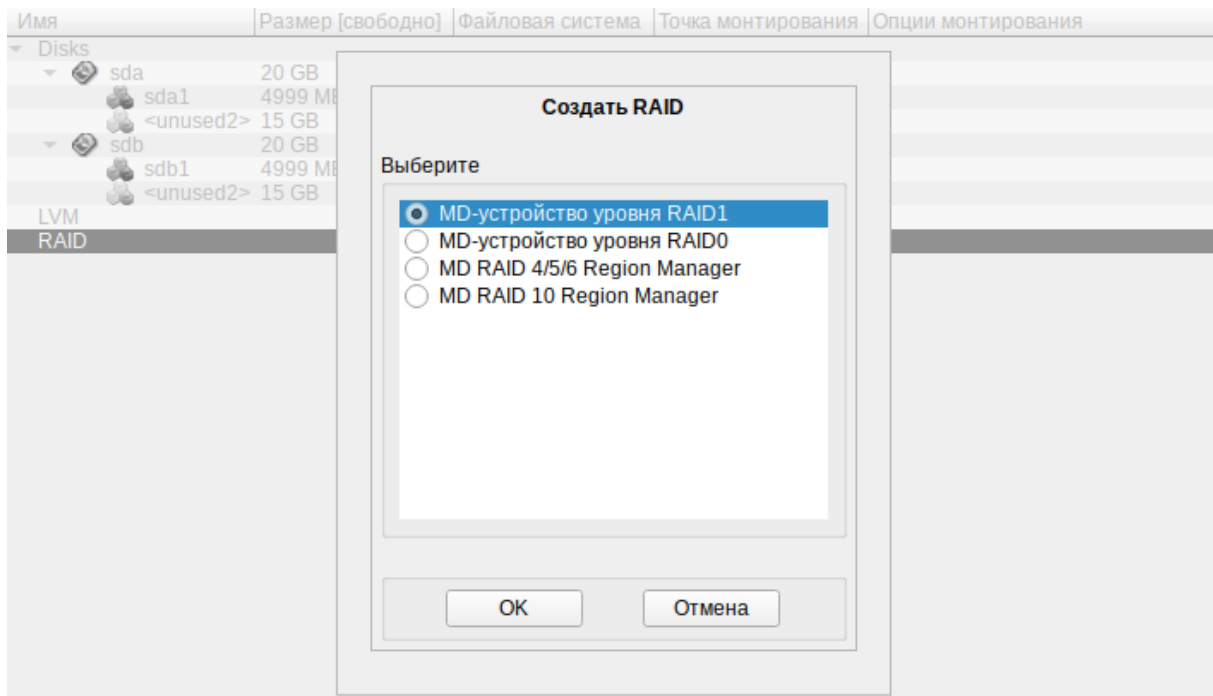 Имя Размер [свободно] Файловая система Точка монтирования Опции монтирования
Disks
sda 20 GB
sda1 4999 MB
<unused2> 15 GB
sdb 20 GB
sdb1 4999 MB
<unused2> 15 GB
LVM
RAID
Создать RAID
Выберите
MD-устройство уровня RAID1
MD-устройство уровня RAID0
MD RAID 4/5/6 Region Manager
MD RAID 10 Region Manager
OK Отмена